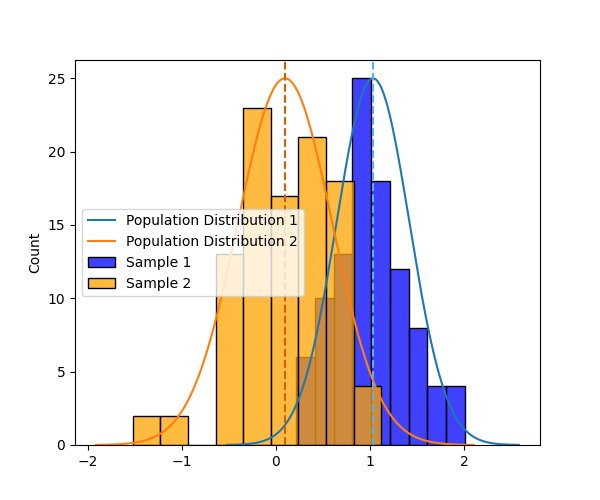 25
20
15
10
5
0
Count
Population Distribution 1
Population Distribution 2
Sample 1
Sample 2
−2
−1
0
1
2